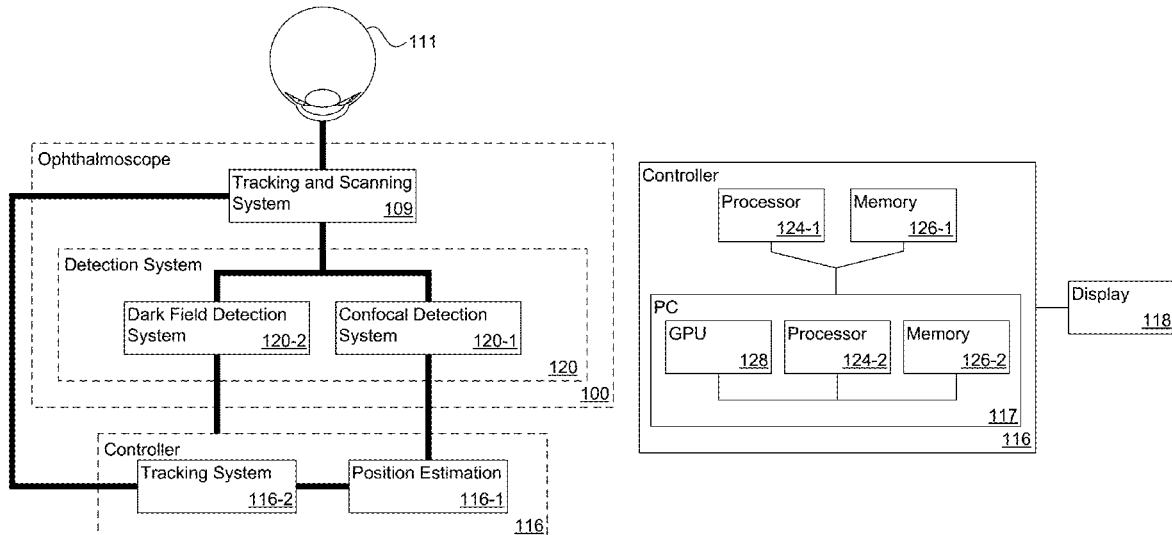 111
Ophthalmoscope
Tracking and Scanning
System
109
Detection System
Dark Field Detection
System
120-2
Confocal Detection
System
120-1
120
100
Controller
Tracking System
116-2
Position Estimation
116-1
116
Controller
Processor
124-1
Memory
126-1
PC
GPU
128
Processor
124-2
Memory
126-2
117
116
Display
118